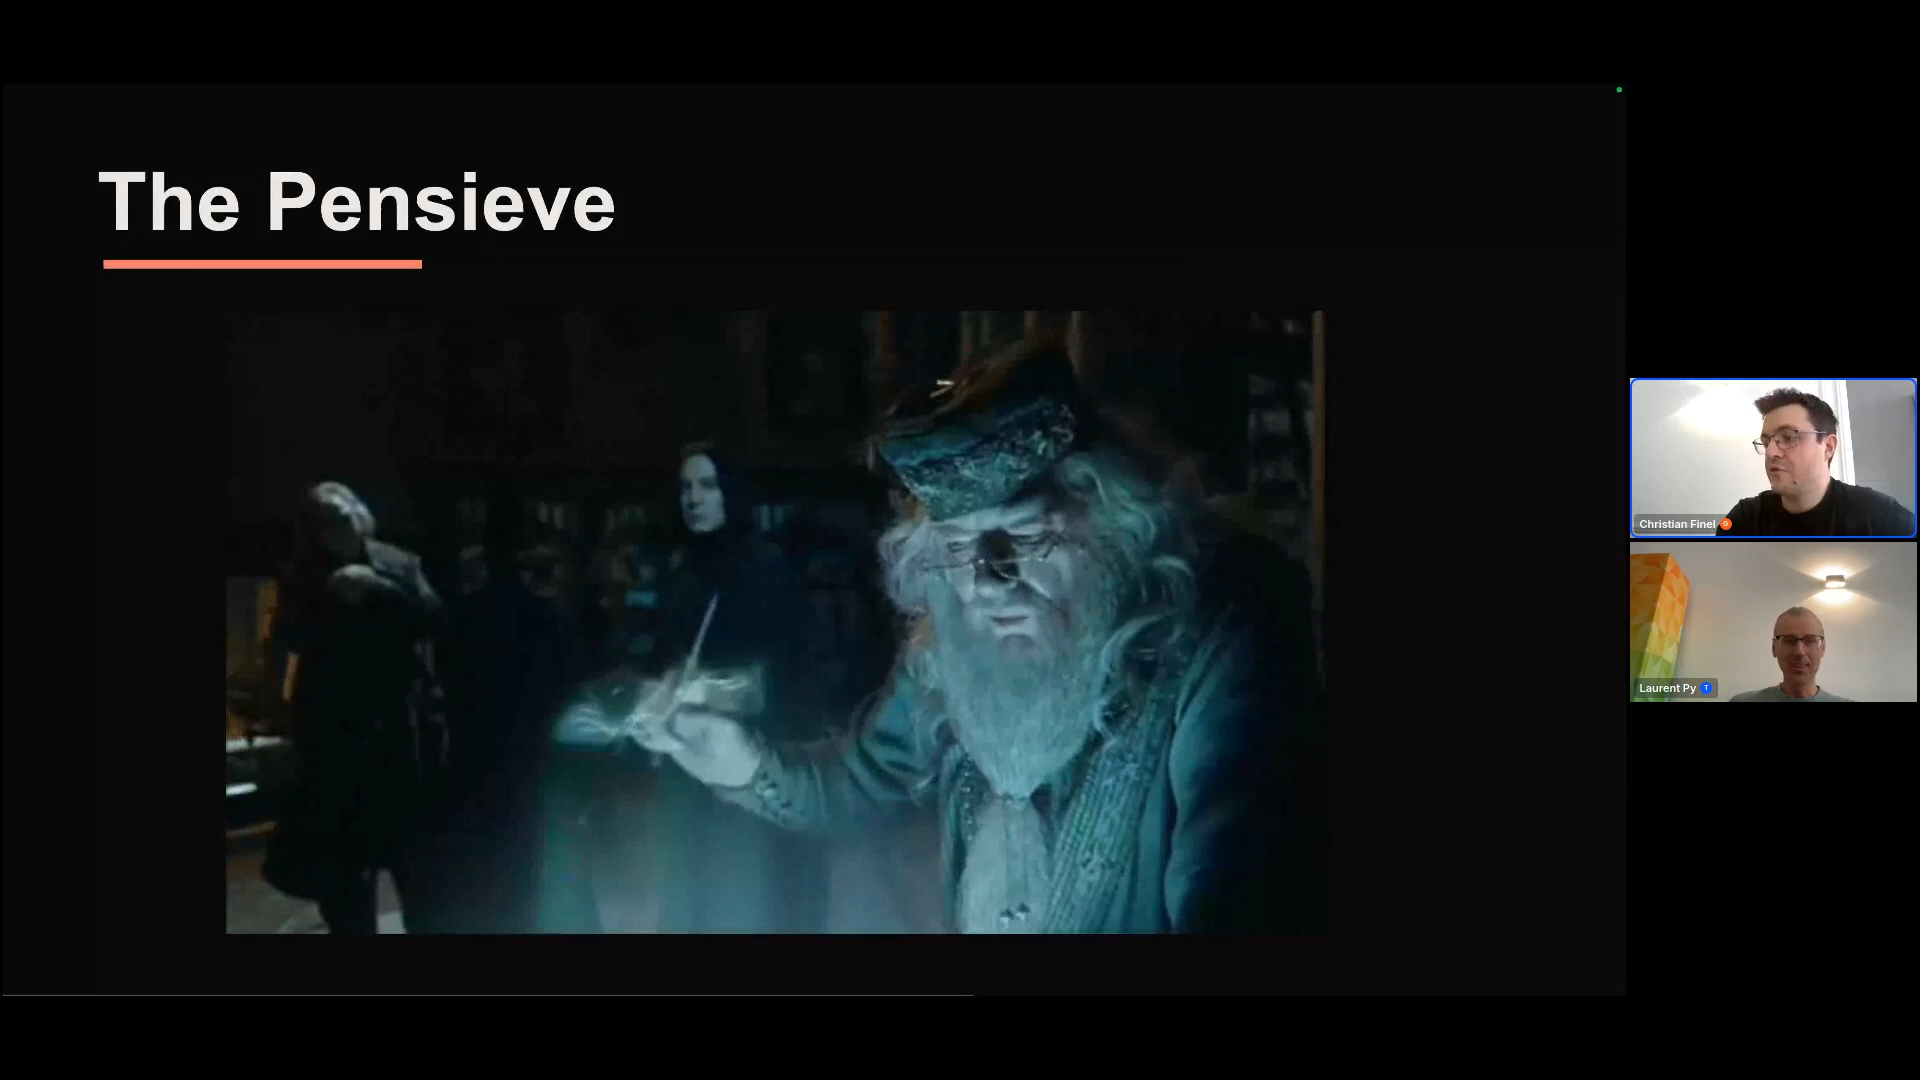 The Pensieve
Christian Finel
G
Laurent Py
T